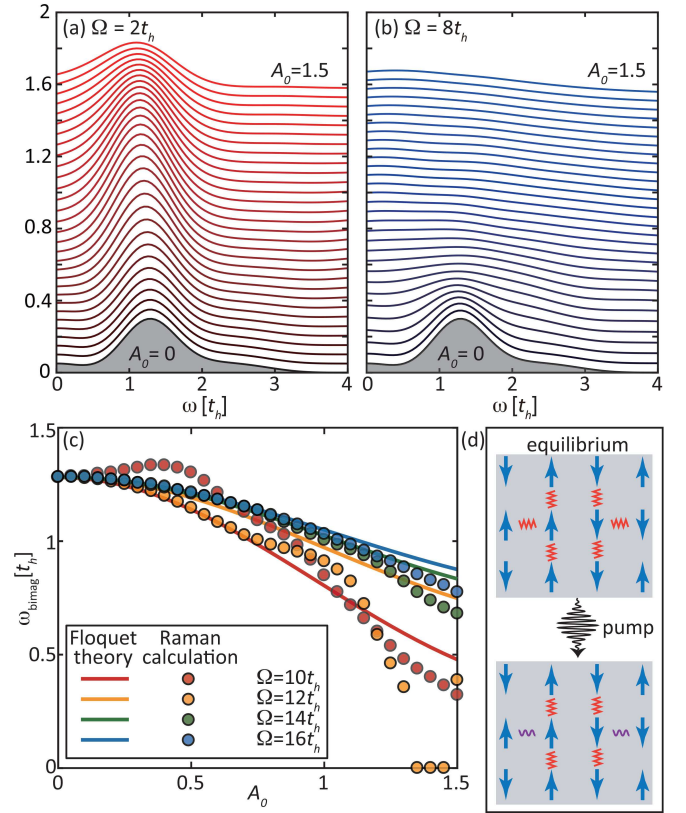 (a) Ω = 2t_h
A_0=1.5
1.6
1.2
0.8
0.4
0
A_0= 0
0 1 2 3 4
ω [t_h]
(b) Ω = 8t_h
A_0=1.5
A_0= 0
0 1 2 3 4
ω [t_h]
(c)
1.5
1
0.5
0
ω_bimag [t_h]
Floquet theory
Raman calculation
Ω=10t_h
Ω=12t_h
Ω=14t_h
Ω=16t_h
0 0.5 1 1.5
A_0
(d)
equilibrium
pump